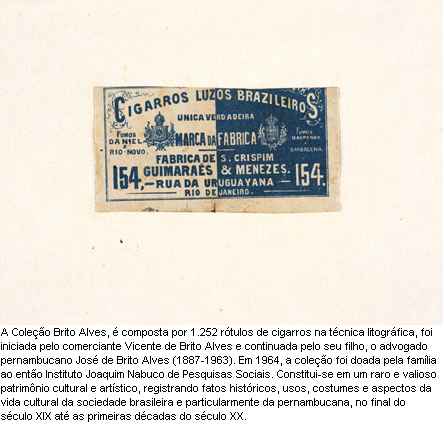 CIGARROS LUZOS BRAZILEIROS
UNICA VERDADEIRA
FUMOS DANIEL RIO-NOVO. MARCA DA FABRICA FUMOS BARBACENA.
FABRICA DE S. CRISPIM
154, GUIMARÃES & MENEZES. 154.
—RUA DA URUGUAYANA—
RIO DE JANEIRO.
A Coleção Brito Alves, é composta por 1.252 rótulos de cigarros na técnica litográfica, foi
iniciada pelo comerciante Vicente de Brito Alves e continuada pelo seu filho, o advogado
pernambucano José de Brito Alves (1887-1963). Em 1964, a coleção foi doada pela família
ao então Instituto Joaquim Nabuco de Pesquisas Sociais. Constitui-se em um raro e valioso
patrimônio cultural e artístico, registrando fatos históricos, usos, costumes e aspectos da
vida cultural da sociedade brasileira e particularmente da pernambucana, no final do
século XIX até as primeiras décadas do século XX.